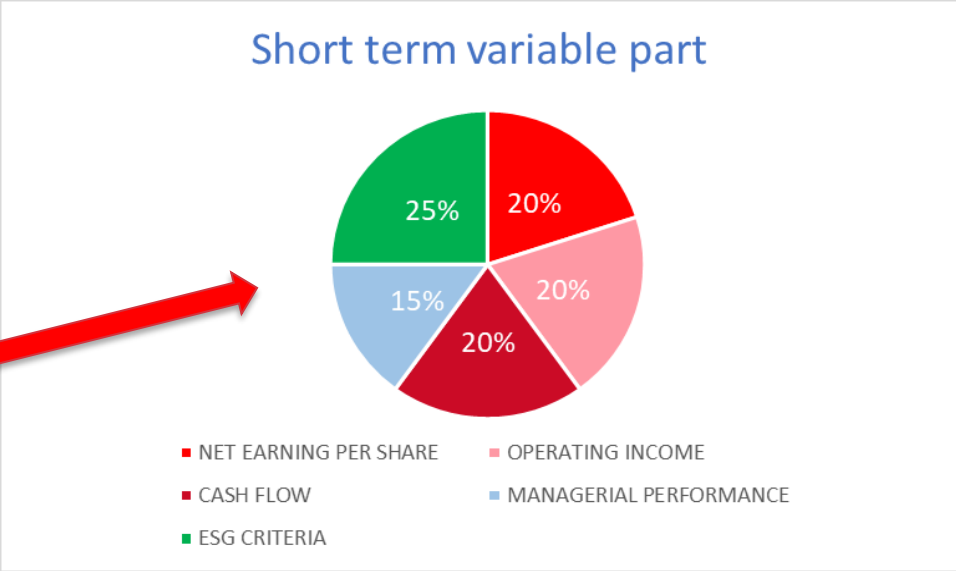 Short term variable part
25%
20%
20%
15%
20%
NET EARNING PER SHARE
OPERATING INCOME
CASH FLOW
MANAGERIAL PERFORMANCE
ESG CRITERIA